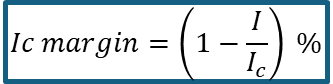 Ic margin = (1 − I/I_c) %